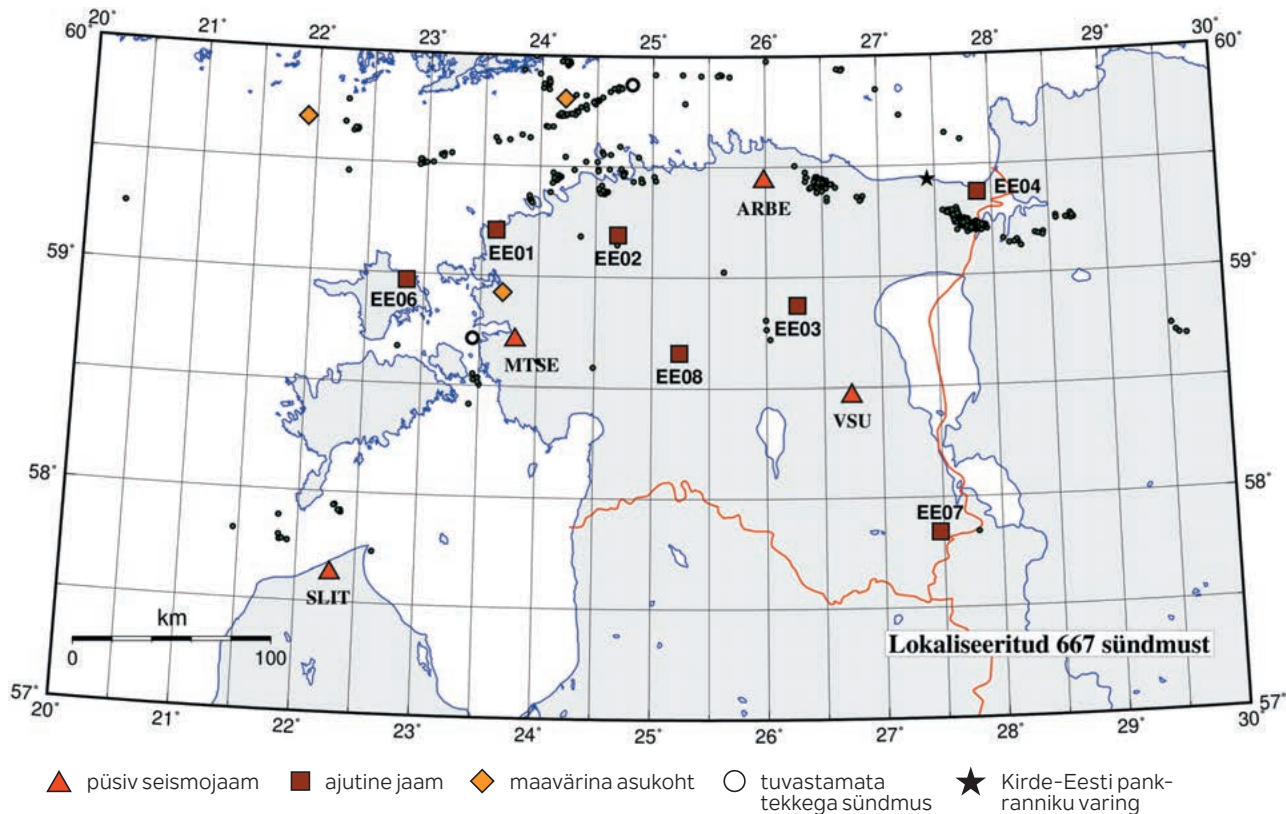 20° 21° 22° 23° 24° 25° 26° 27° 28° 29° 30°
60° 60°
ARBE
EE04
EE01
EE02
59° 59°
EE06
EE03
MTSE
EE08
VSU
58° 58°
EE07
SLIT
km
0 100
Lokaliseeritud 667 sündmust
57° 57°
20° 21° 22° 23° 24° 25° 26° 27° 28° 29° 30°
püsiv seismojaam
ajutine jaam
maavärina asukoht
tuvastamata
tekkega sündmus
Kirde-Eesti pank-
ranniku varing